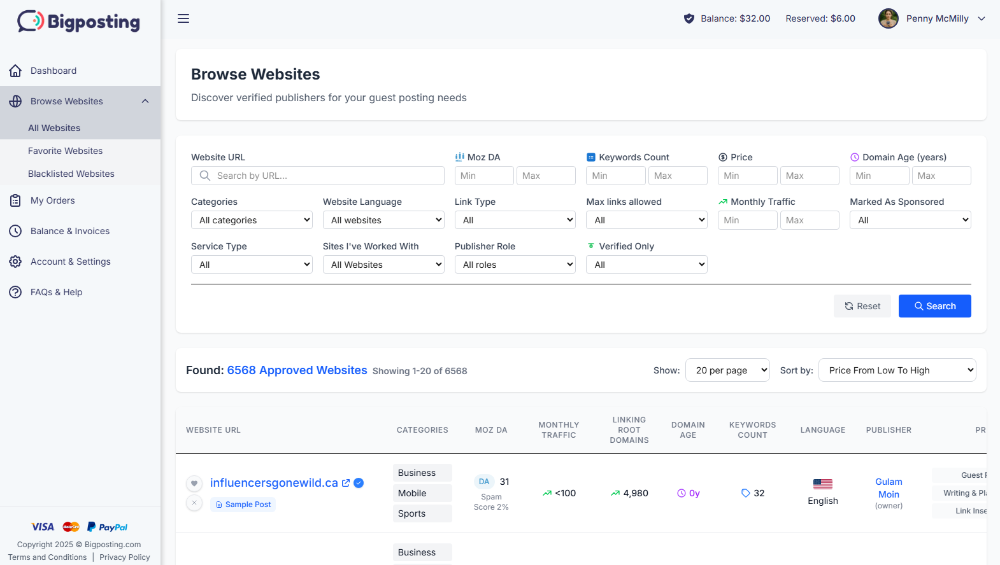 Bigposting
Balance: $32.00
Reserved: $6.00
Penny McMilly
Dashboard
Browse Websites
All Websites
Favorite Websites
Blacklisted Websites
My Orders
Balance & Invoices
Account & Settings
FAQs & Help
VISA MasterCard PayPal
Copyright 2025 © Bigposting.com
Terms and Conditions | Privacy Policy
Browse Websites
Discover verified publishers for your guest posting needs
Website URL
Search by URL...
MOZ Moz DA
Min Max
Keywords Count
Min Max
Price
Min Max
Domain Age (years)
Min Max
Categories
All categories
Website Language
All websites
Link Type
All
Max links allowed
All
Monthly Traffic
Min Max
Marked As Sponsored
All
Service Type
All
Sites I've Worked With
All Websites
Publisher Role
All roles
Verified Only
All
Reset
Search
Found: 6568 Approved Websites Showing 1-20 of 6568
Show: 20 per page
Sort by: Price From Low To High
WEBSITE URL
CATEGORIES
MOZ DA
MONTHLY
TRAFFIC
LINKING
ROOT
DOMAINS
DOMAIN
AGE
KEYWORDS
COUNT
LANGUAGE
PUBLISHER
PR
influencersgonewild.ca
Sample Post
Business
Mobile
Sports
DA 31
Spam
Score 2%
<100
4,980
0y
32
English
Gulam
Moin
(owner)
Guest P
Writing & Pla
Link Inse
Business